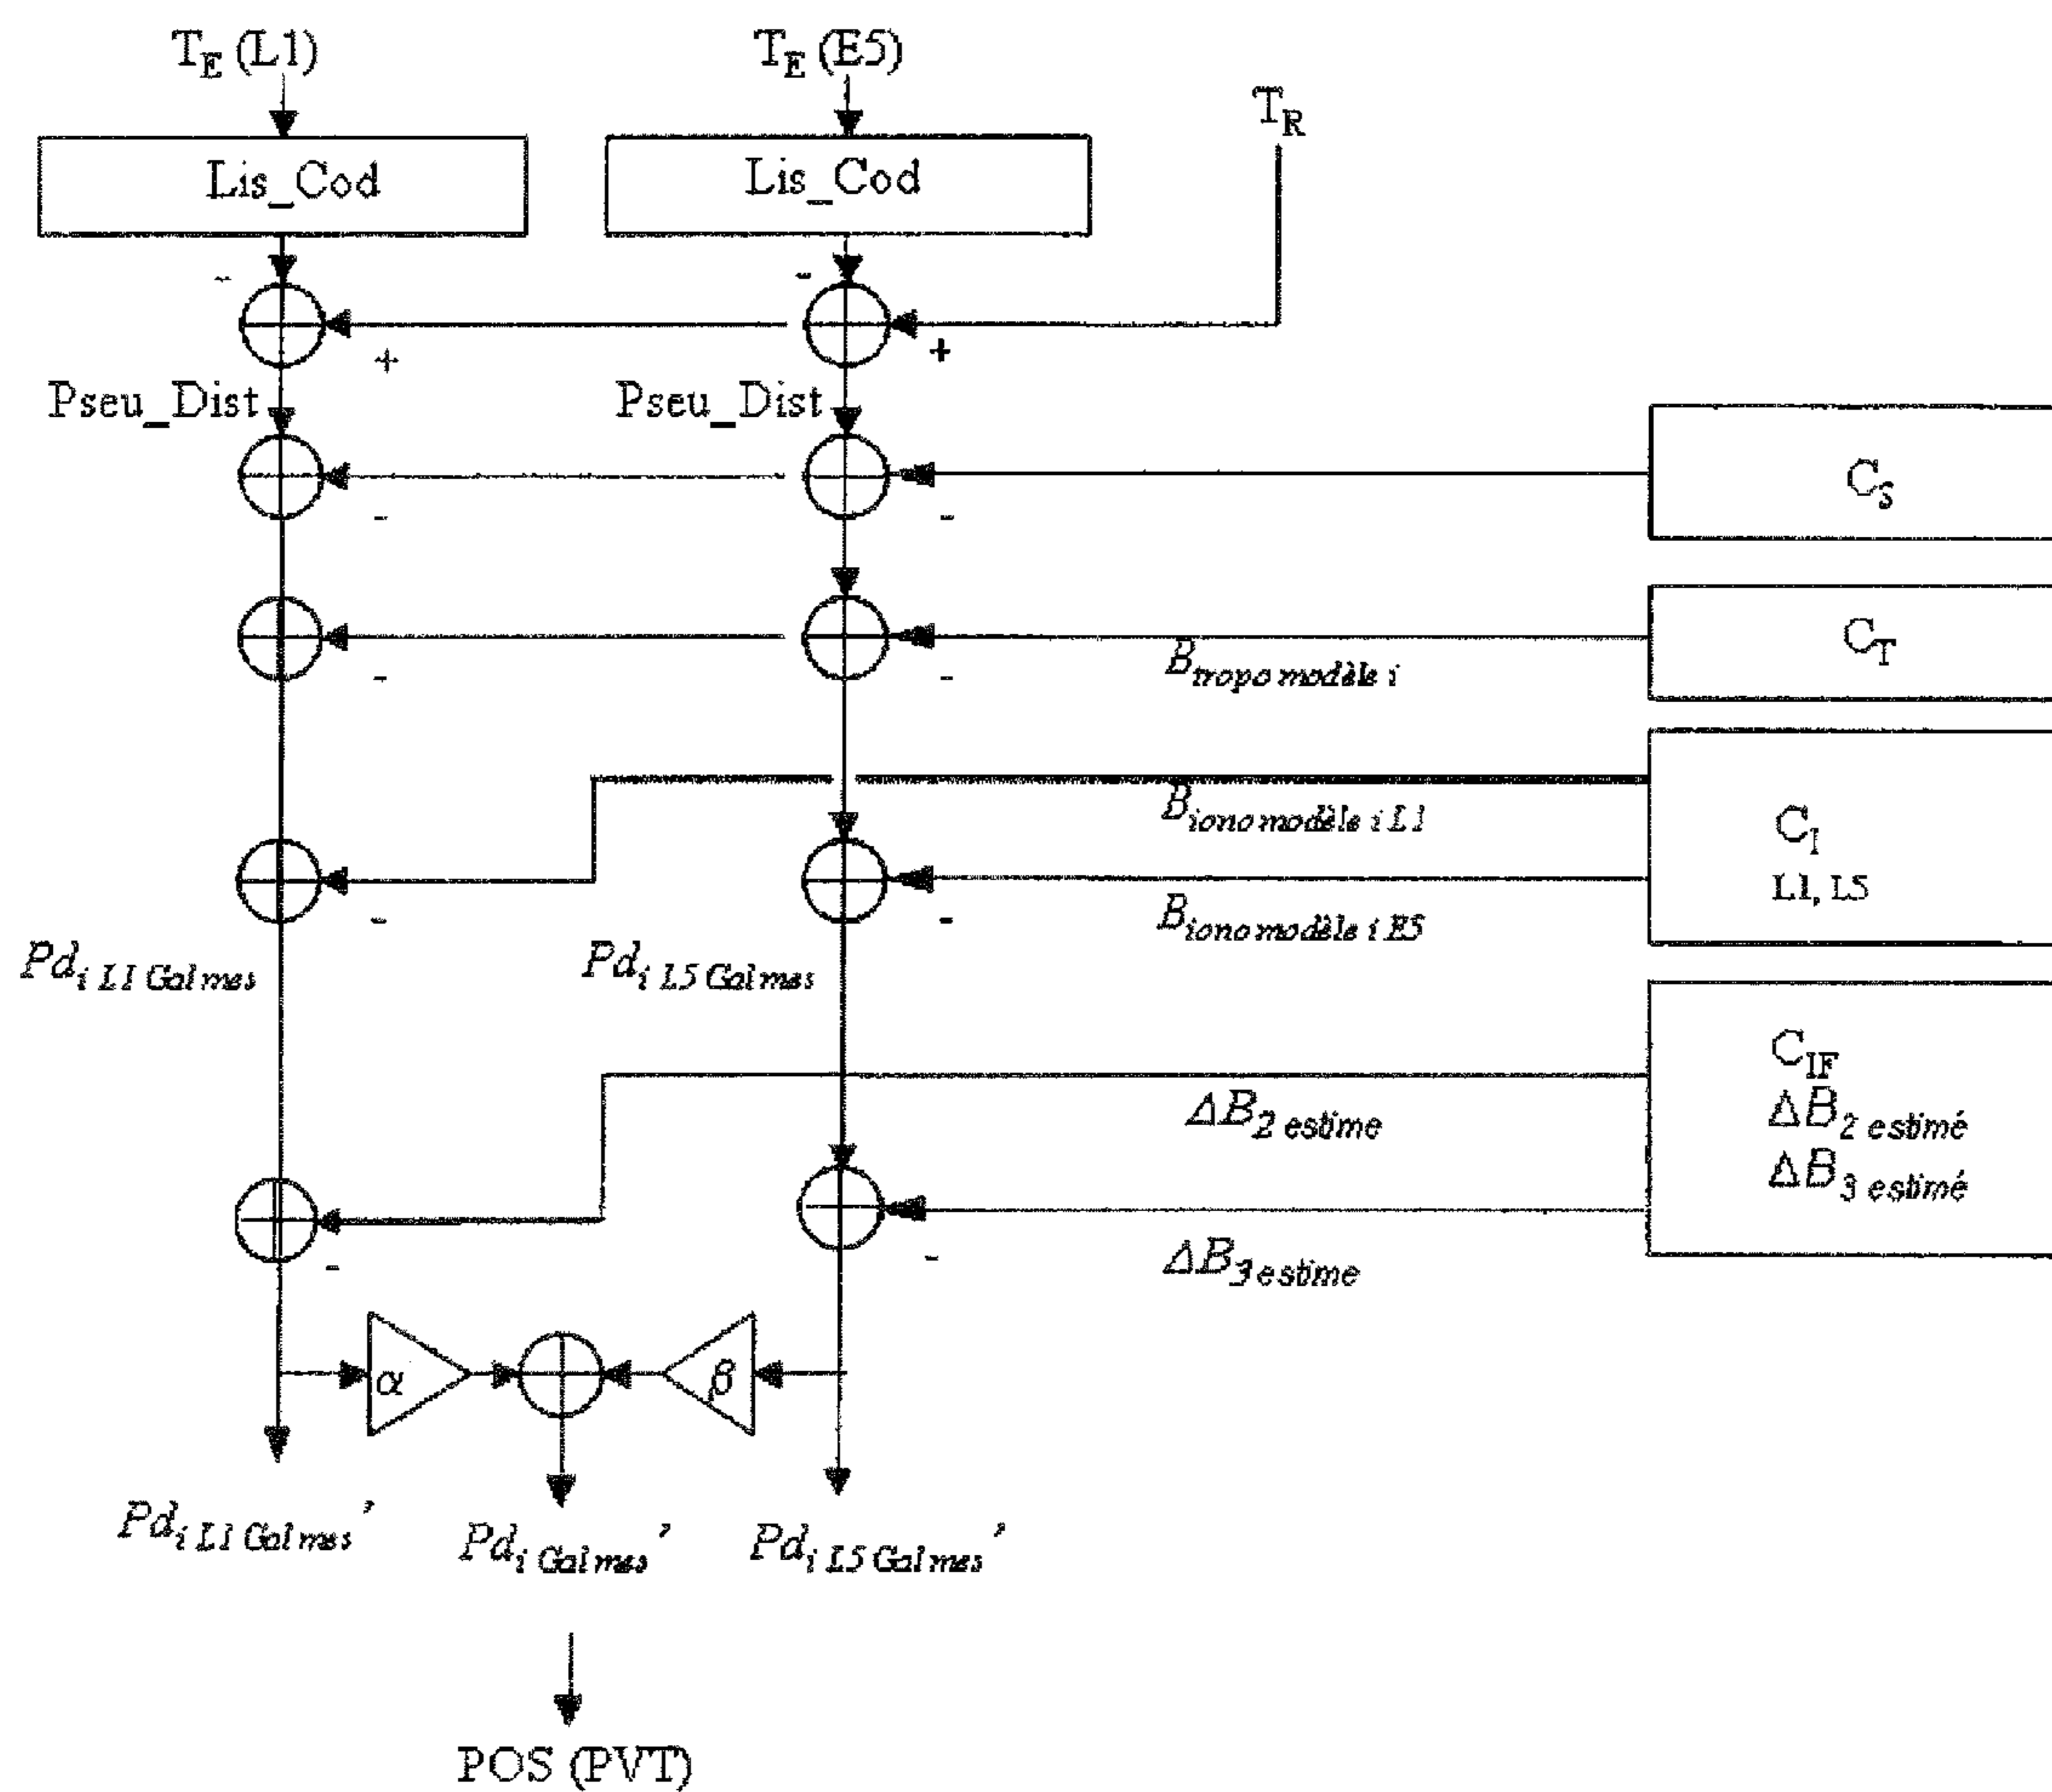 T_E (L1)
T_E (E5)
T_R
Lis_Cod
Lis_Cod
-
-
+
+
Pseu_Dist
Pseu_Dist
C_S
-
-
C_T
B_tropo modèle i
-
-
B_iono modèle i L1
C_I
L1, L5
-
-
B_iono modèle i E5
Pd_i L1 Gal mes
Pd_i L5 Gal mes
C_IF
ΔB_2 estimé
ΔB_3 estimé
ΔB_2 estime
-
-
ΔB_3 estime
α
β
Pd_i L1 Gal mes'
Pd_i Gal mes'
Pd_i L5 Gal mes'
POS (PVT)